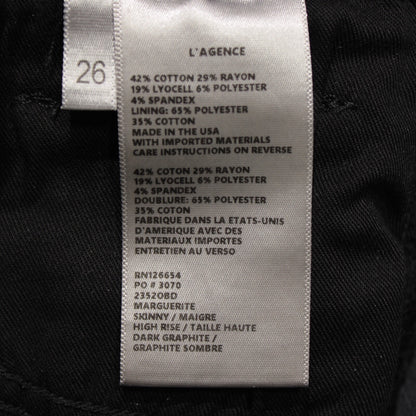 26
L'AGENCE
42% COTTON 29% RAYON
19% LYOCELL 6% POLYESTER
4% SPANDEX
LINING: 65% POLYESTER
35% COTON
MADE IN THE USA
WITH IMPORTED MATERIALS
CARE INSTRUCTIONS ON REVERSE
42% COTTON 29% RAYON
19% LYOCELL 6% POLYESTER
4% SPANDEX
DOUBLURE: 65% POLYESTER
35% COTON
FABRIQUE DANS LA ETATS-UNIS
D'AMERIQUE AVEC DES
MATERIAUX IMPORTES
ENTRETIEN AU VERSO
RN126654
PO # 3070
2352OBD
MARGUERITE
SKINNY / MAIGRE
HIGH RISE / TAILLE HAUTE
DARK GRAPHITE /
GRAPHITE SOMBRE